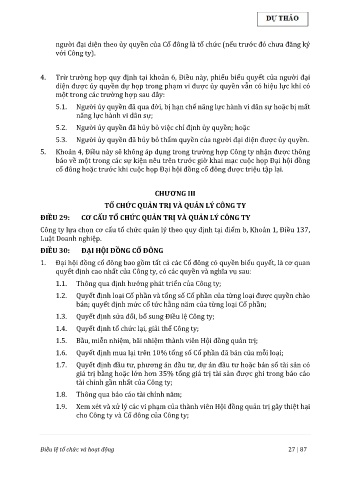 DỰ THẢO
người đại diện theo ủy quyền của Cổ đông là tổ chức (nếu trước đó chưa đăng ký
với Công ty).
4. Trừ trường hợp quy định tại khoản 6, Điều này, phiếu biểu quyết của người đại
diện được ủy quyền dự họp trong phạm vi được ủy quyền vẫn có hiệu lực khi có
một trong các trường hợp sau đây:
5.1. Người ủy quyền đã qua đời, bị hạn chế năng lực hành vi dân sự hoặc bị mất
năng lực hành vi dân sự;
5.2. Người ủy quyền đã hủy bỏ việc chỉ định ủy quyền; hoặc
5.3. Người ủy quyền đã hủy bỏ thẩm quyền của người đại diện được ủy quyền.
5. Khoản 4, Điều này sẽ không áp dụng trong trường hợp Công ty nhận được thông
báo về một trong các sự kiện nêu trên trước giờ khai mạc cuộc họp Đại hội đồng
cổ đông hoặc trước khi cuộc họp Đại hội đồng cổ đông được triệu tập lại.
CHƯƠNG III
TỔ CHỨC QUẢN TRỊ VÀ QUẢN LÝ CÔNG TY
ĐIỀU 29: CƠ CẤU TỔ CHỨC QUẢN TRỊ VÀ QUẢN LÝ CÔNG TY
Công ty lựa chọn cơ cấu tổ chức quản lý theo quy định tại điểm b, Khoản 1, Điều 137,
Luật Doanh nghiệp.
ĐIỀU 30: ĐẠI HỘI ĐỒNG CỔ ĐÔNG
1. Đại hội đồng cổ đông bao gồm tất cả các Cổ đông có quyền biểu quyết, là cơ quan
quyết định cao nhất của Công ty, có các quyền và nghĩa vụ sau:
1.1. Thông qua định hướng phát triển của Công ty;
1.2. Quyết định loại Cổ phần và tổng số Cổ phần của từng loại được quyền chào
bán; quyết định mức cổ tức hằng năm của từng loại Cổ phần;
1.3. Quyết định sửa đổi, bổ sung Điều lệ Công ty;
1.4. Quyết định tổ chức lại, giải thể Công ty;
1.5. Bầu, miễn nhiệm, bãi nhiệm thành viên Hội đồng quản trị;
1.6. Quyết định mua lại trên 10% tổng số Cổ phần đã bán của mỗi loại;
1.7. Quyết định đầu tư, phương án đầu tư, dự án đầu tư hoặc bán số tài sản có
giá trị bằng hoặc lớn hơn 35% tổng giá trị tài sản được ghi trong báo cáo
tài chính gần nhất của Công ty;
1.8. Thông qua báo cáo tài chính năm;
1.9. Xem xét và xử lý các vi phạm của thành viên Hội đồng quản trị gây thiệt hại
cho Công ty và Cổ đông của Công ty;
Điều lệ tổ chức và hoạt động 27 | 87